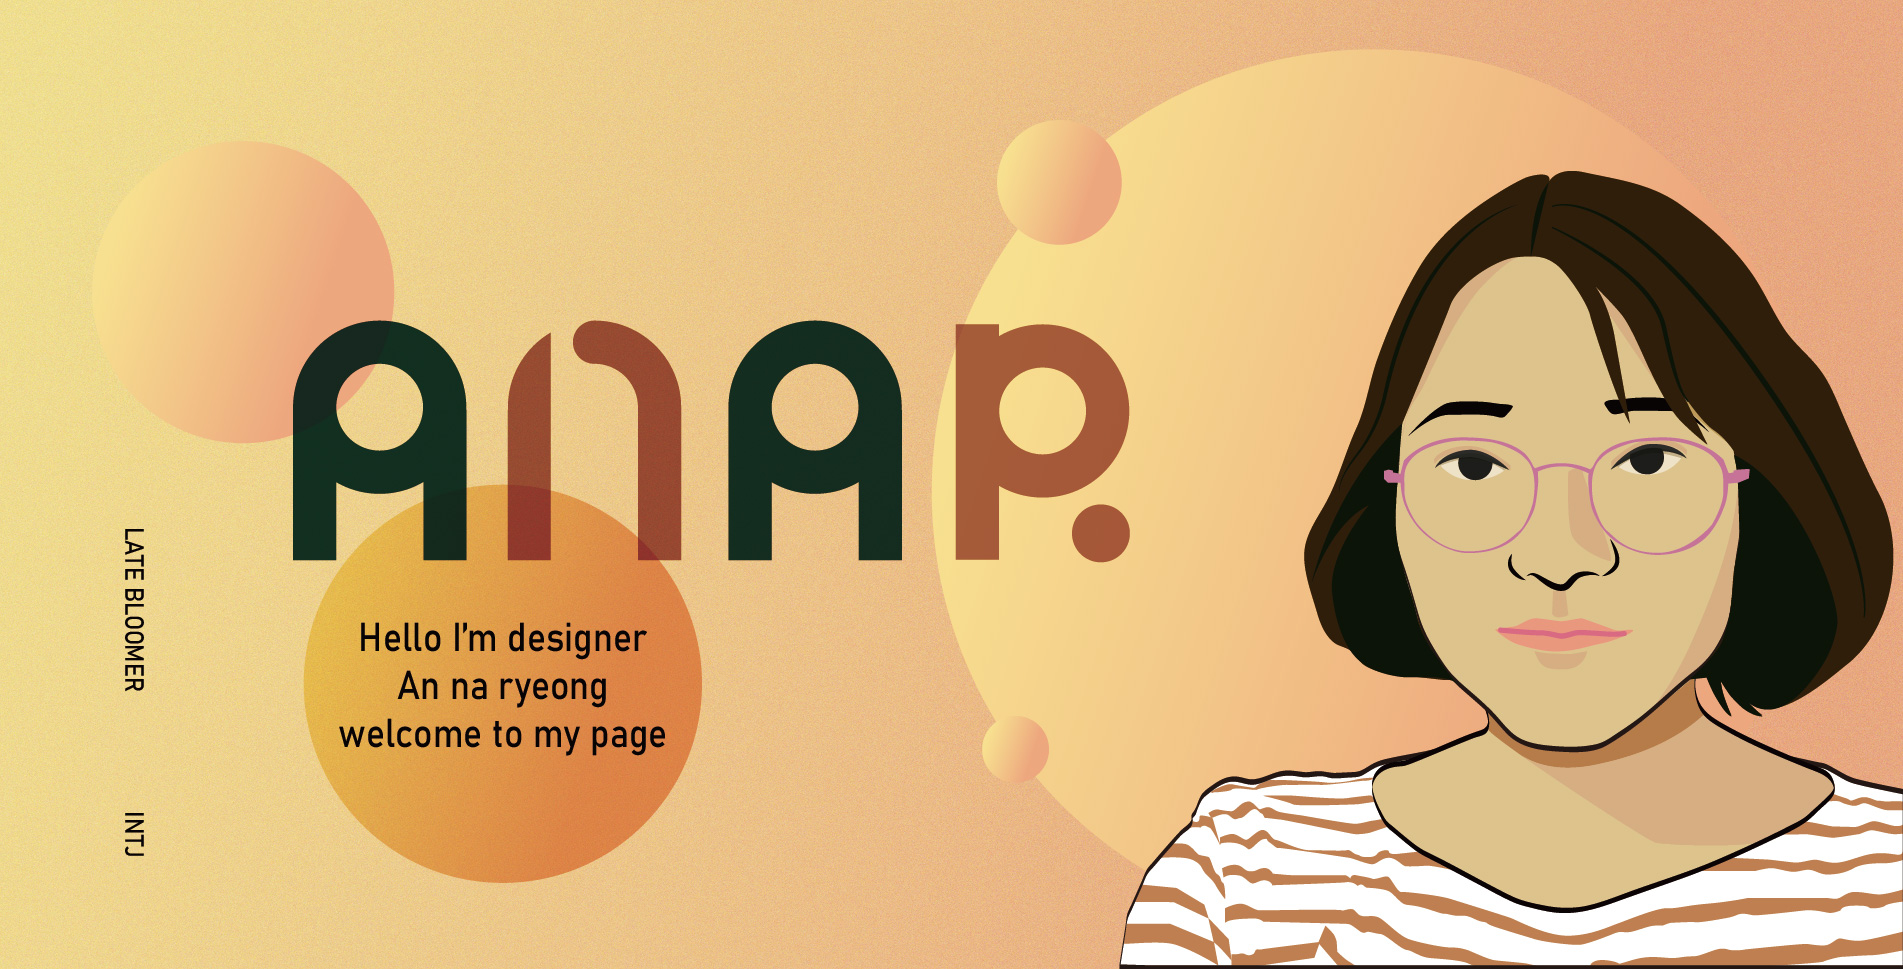 ANAP.
Hello I'm designer
An na ryeong
welcome to my page
LATE BLOOMER
INTJ